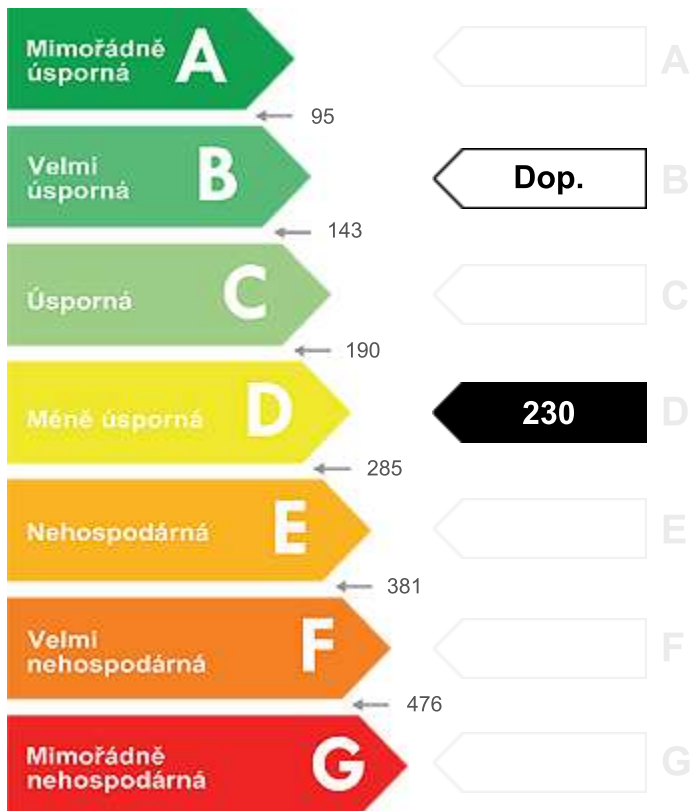 Mimořádně
úsporná
A
A
95
Velmi
úsporná
B
Dop.
B
143
Úsporná
C
C
190
Méně úsporná
D
230
D
285
Nehospodárná
E
E
381
Velmi
nehospodárná
F
F
476
Mimořádně
nehospodárná
G
G